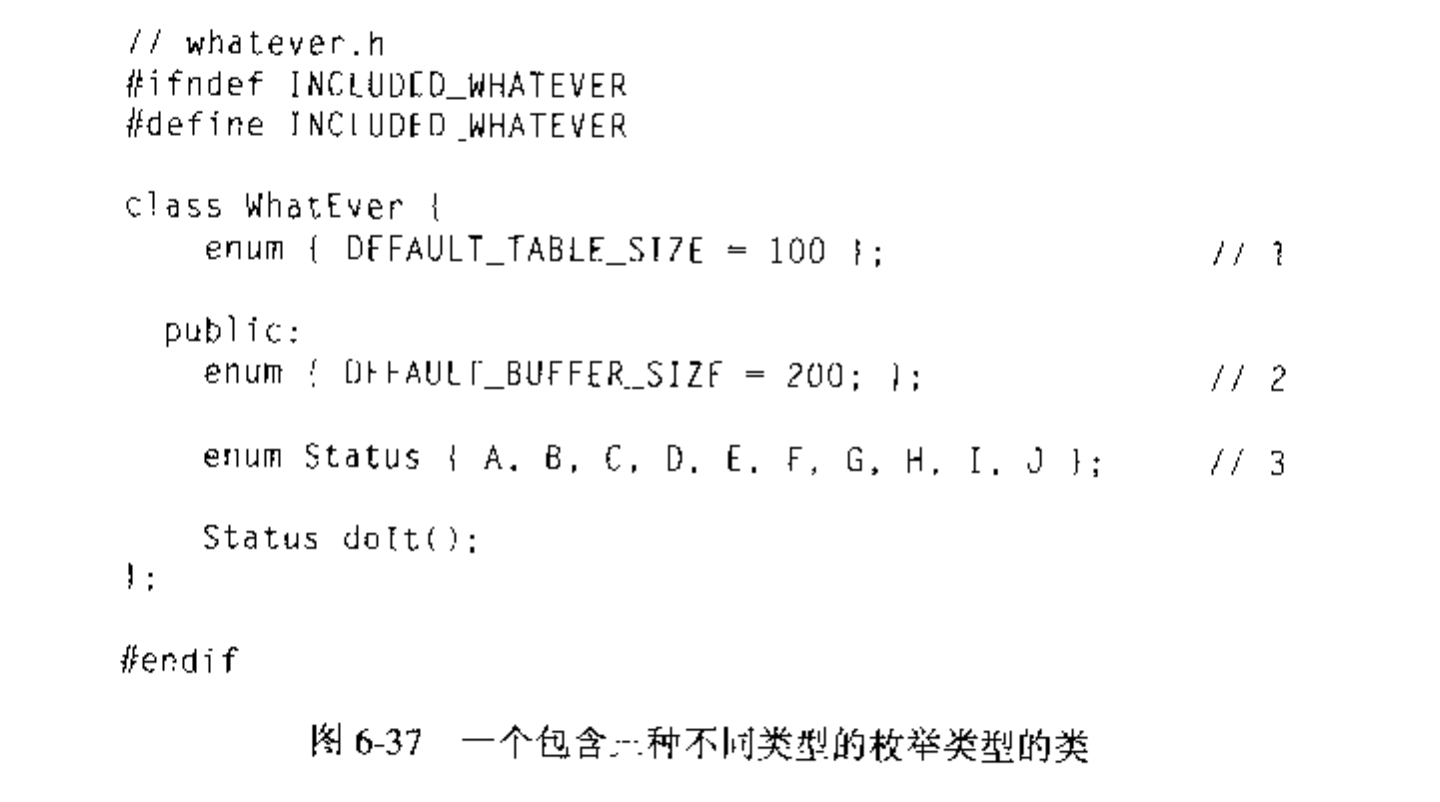 // whatever.h
#ifndef INCLUDED_WHATEVER
#define INCLUDED_WHATEVER
class WhatEver {
enum { DEFAULT_TABLE_SIZE = 100 }; // 1
public:
enum { DEFAULT_BUFFER_SIZE = 200; }; // 2
enum Status { A, B, C, D, E, F, G, H, I, J }; // 3
Status doIt();
};
#endif
图 6-37 一个包含三种不同类型的枚举类型的类